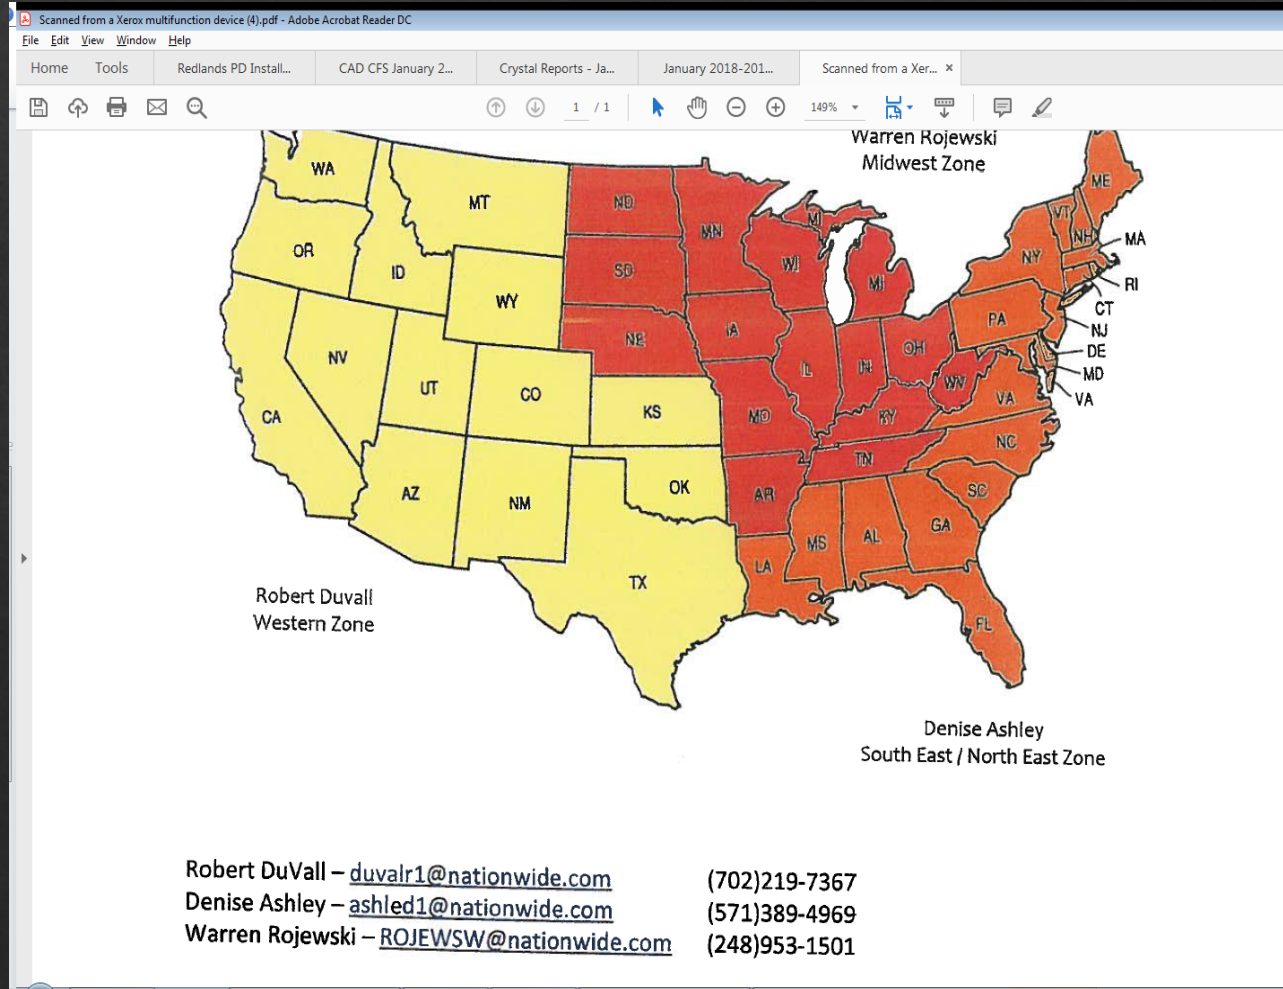 Scanned from a Xerox multifunction device (4).pdf - Adobe Acrobat Reader DC
File Edit View Window Help
Home Tools Redlands PD Install... CAD CFS January 2... Crystal Reports - Ja... January 2018-201... Scanned from a Xer... ×
1 / 1 149%
Warren Rojewski
Midwest Zone
WA
MT
ND
MN
MI
ME
VT
NH
MA
OR
ID
SD
WI
MI
NY
RI
WY
CT
NV
NE
IA
PA
NJ
OH
DE
UT
CO
IL
IN
WV
MD
VA
VA
CA
KS
MO
KY
NC
AZ
NM
OK
AR
TN
SC
GA
MS
AL
LA
TX
FL
Robert Duvall
Western Zone
Denise Ashley
South East / North East Zone
Robert DuVall – duvalr1@nationwide.com (702)219-7367
Denise Ashley – ashled1@nationwide.com (571)389-4969
Warren Rojewski – ROJEWSW@nationwide.com (248)953-1501